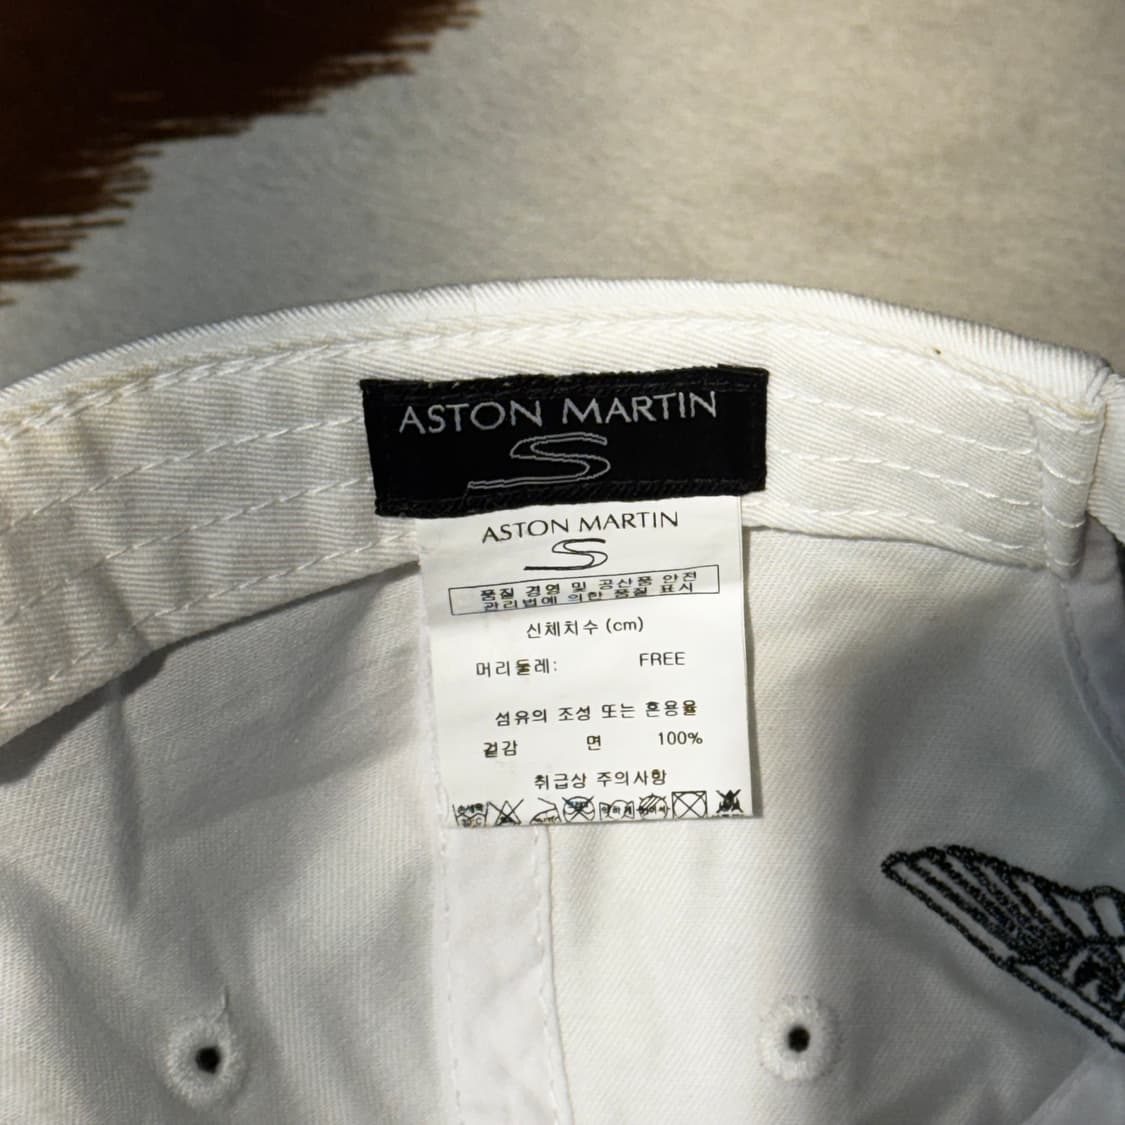 ASTON MARTIN
S
ASTON MARTIN
S
품질 경영 및 공산품 안전
관리법에 의한 품질 표시
신체치수 (cm)
머리둘레: FREE
섬유의 조성 또는 혼용율
겉감 면 100%
취급상 주의사항